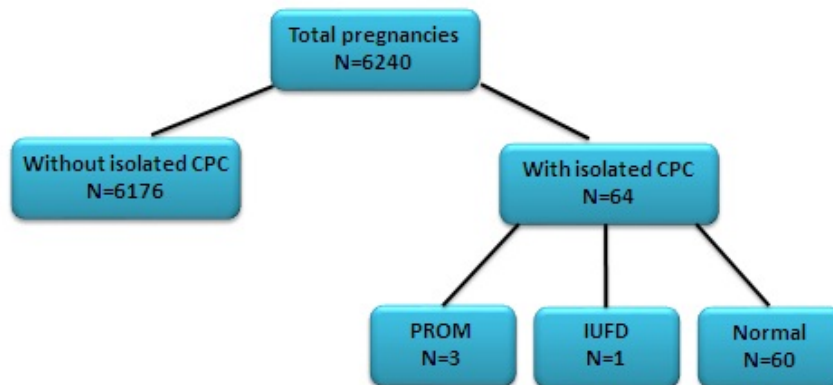 Total pregnancies
N=6240
Without isolated CPC
N=6176
With isolated CPC
N=64
PROM
N=3
IUFD
N=1
Normal
N=60